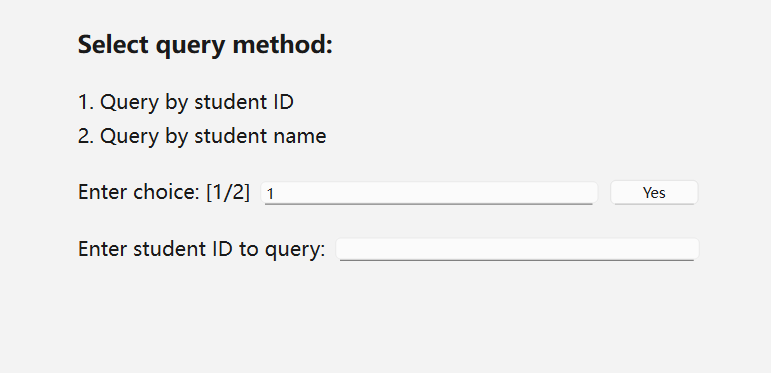 Select query method:
1. Query by student ID
2. Query by student name
Enter choice: [1/2] 1 Yes
Enter student ID to query: